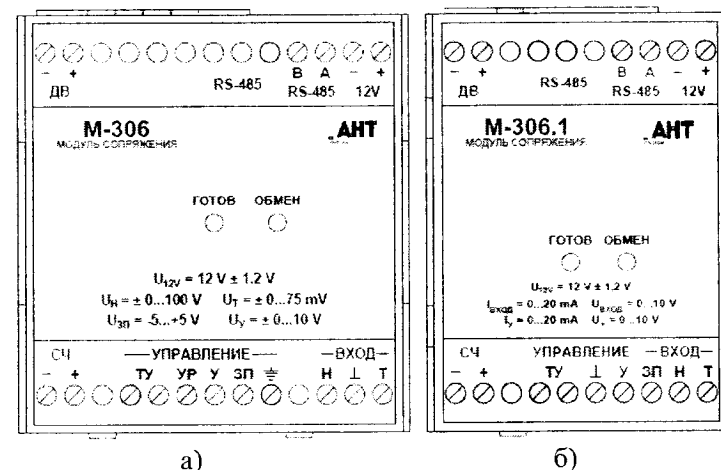 − + B A − +
ДВ RS-485 RS-485 12V
М-306 АНТ
МОДУЛЬ СОПРЯЖЕНИЯ
ГОТОВ ОБМЕН
U12V = 12 V ± 1.2 V
UН = ± 0...100 V UТ = ± 0...75 mV
UЗП = -5...+5 V UУ = ± 0...10 V
СЧ УПРАВЛЕНИЕ ВХОД
− + ТУ УР У ЗП Н ⊥ Т
а)
− + B A − +
ДВ RS-485 RS-485 12V
М-306.1 АНТ
МОДУЛЬ СОПРЯЖЕНИЯ
ГОТОВ ОБМЕН
U12V = 12 V ± 1.2 V
IВХОД = 0...20 mA UВХОД = 0...10 V
IУ = 0...20 mA UУ = 0...10 V
СЧ УПРАВЛЕНИЕ ВХОД
− + ТУ ⊥ У ЗП Н Т
б)